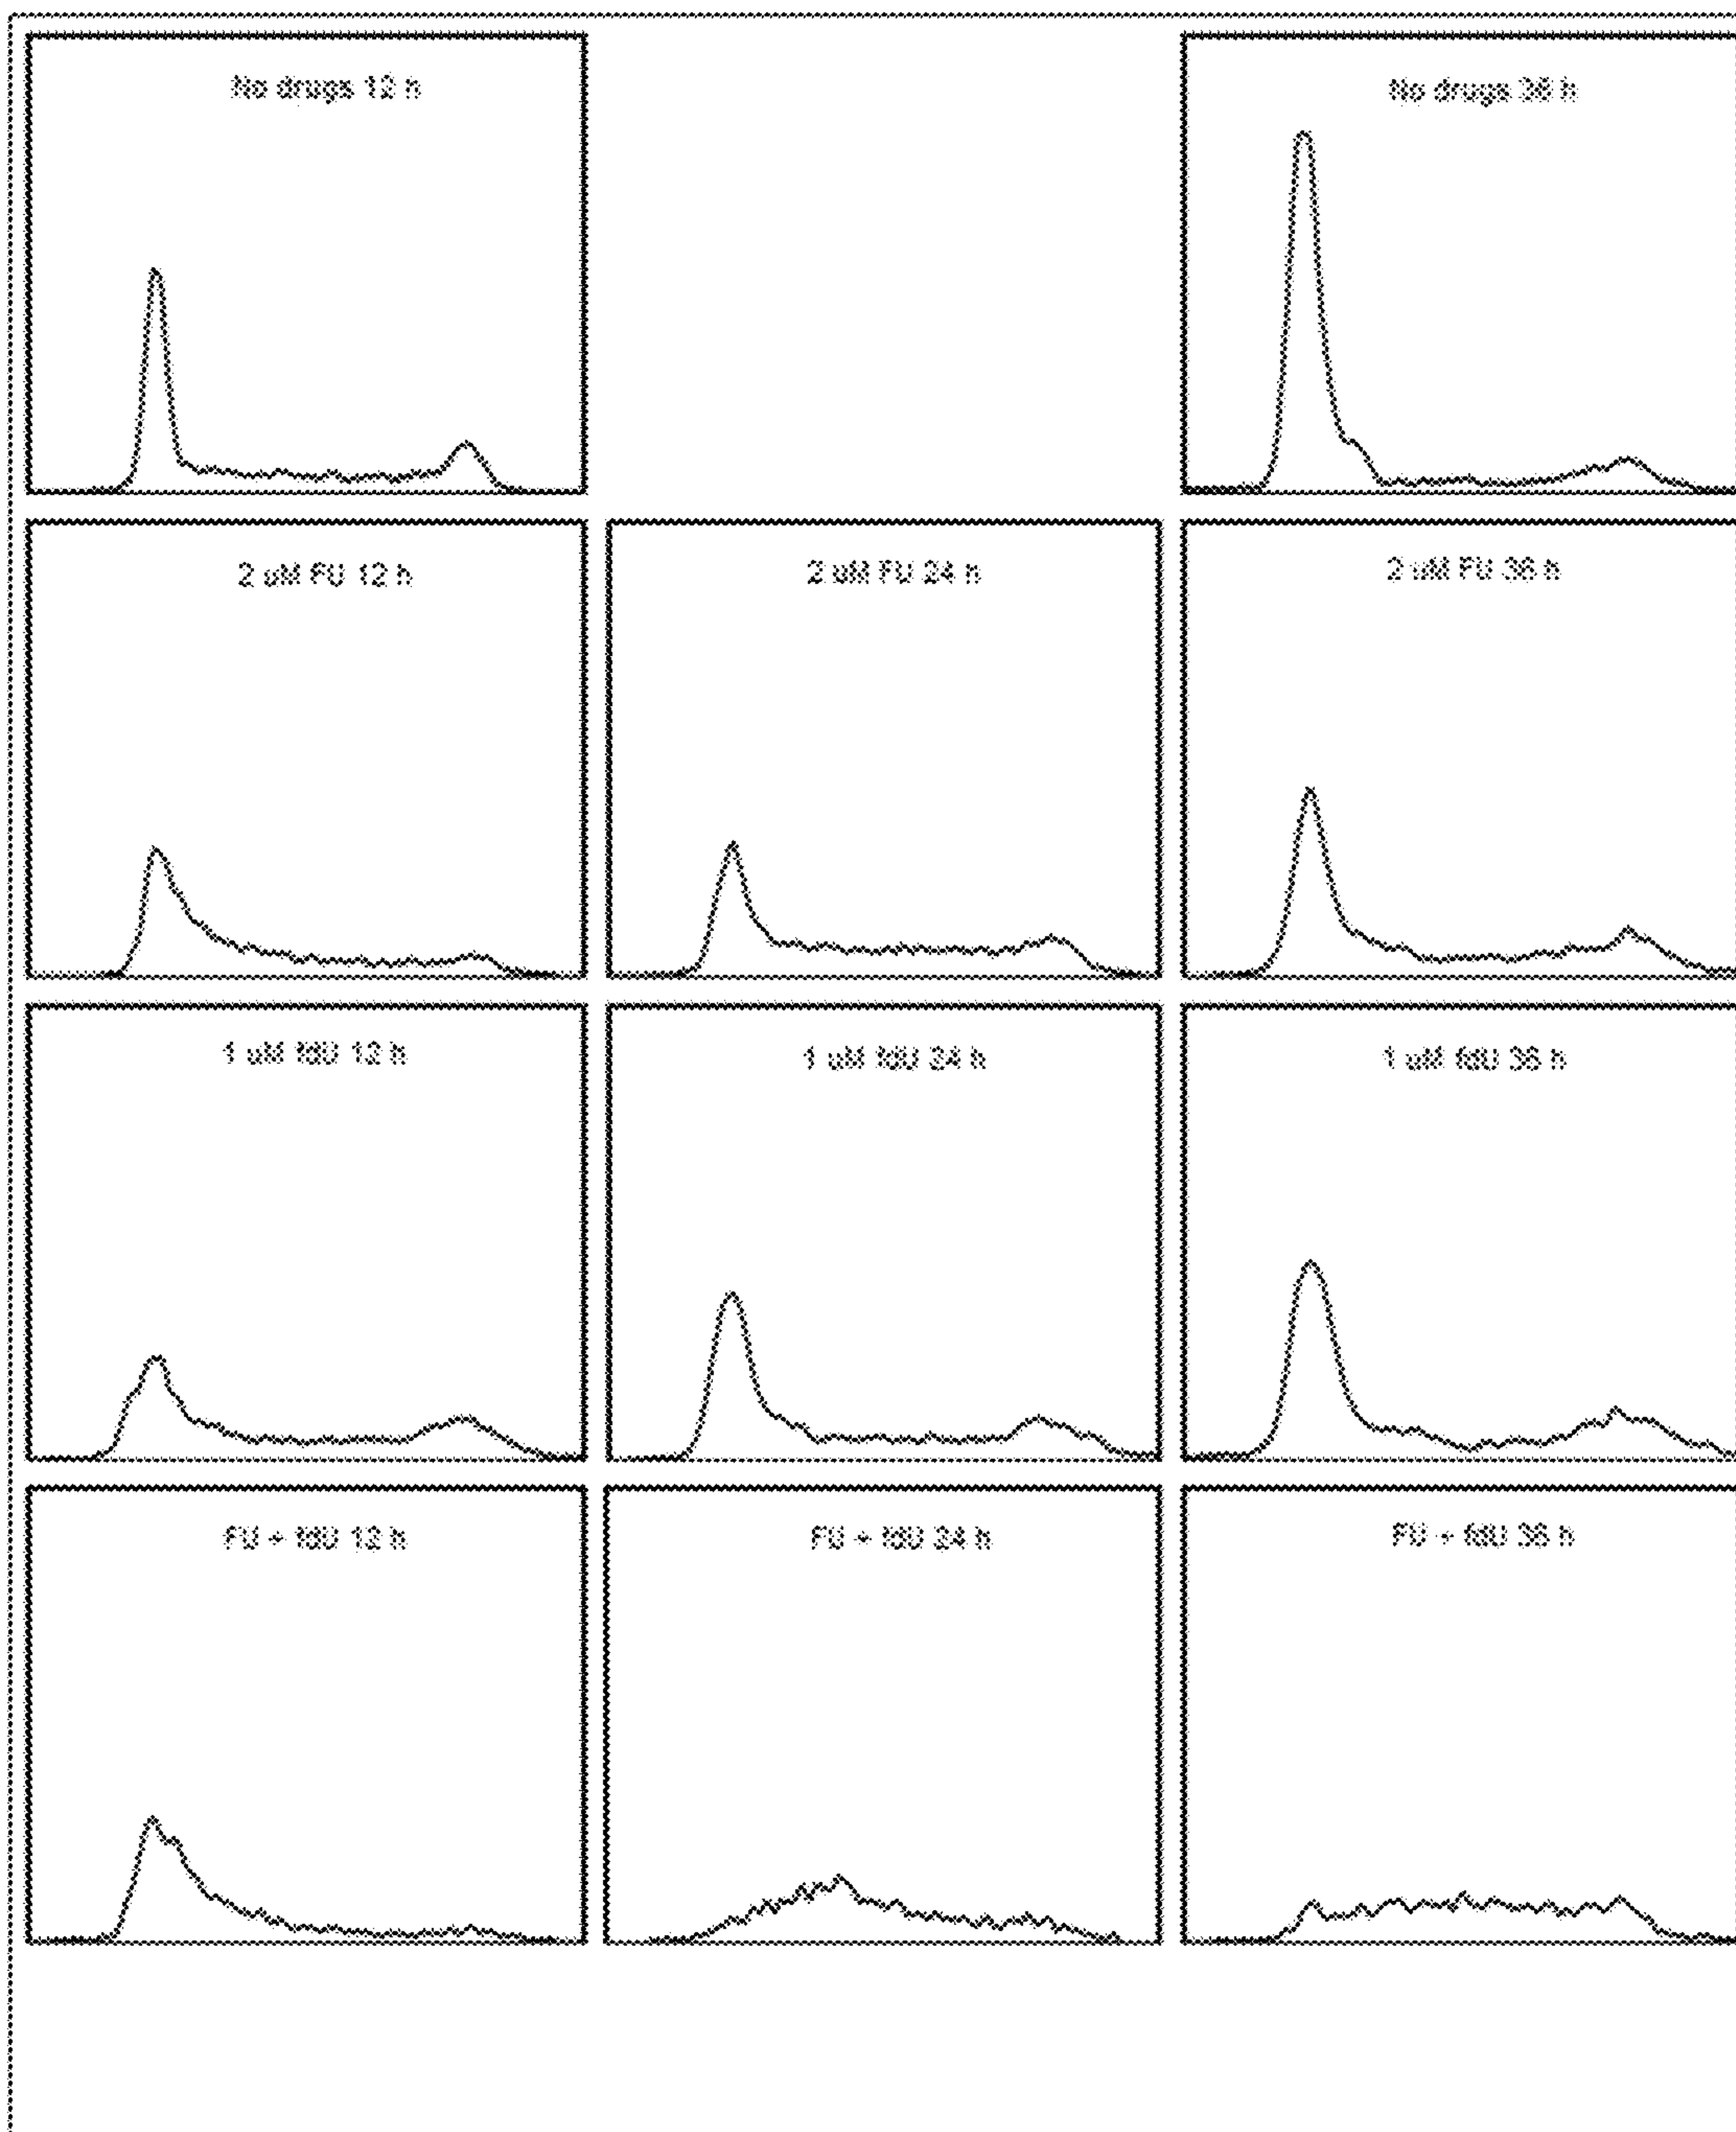 No drugs 12 h
No drugs 36 h
2 uM FU 12 h
2 uM FU 24 h
2 uM FU 36 h
1 uM fdU 12 h
1 uM fdU 24 h
1 uM fdU 36 h
FU + fdU 12 h
FU + fdU 24 h
FU + fdU 36 h